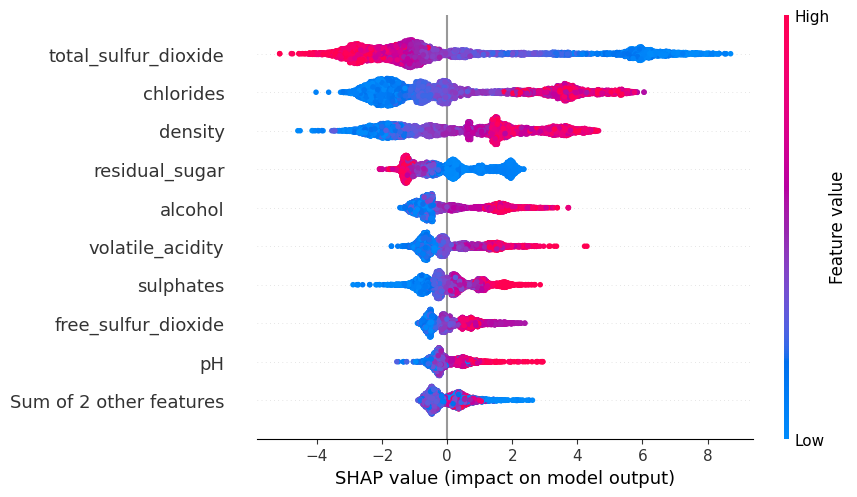 High
total_sulfur_dioxide
chlorides
density
residual_sugar
alcohol
volatile_acidity
sulphates
free_sulfur_dioxide
pH
Sum of 2 other features
Feature value
Low
−4 −2 0 2 4 6 8
SHAP value (impact on model output)